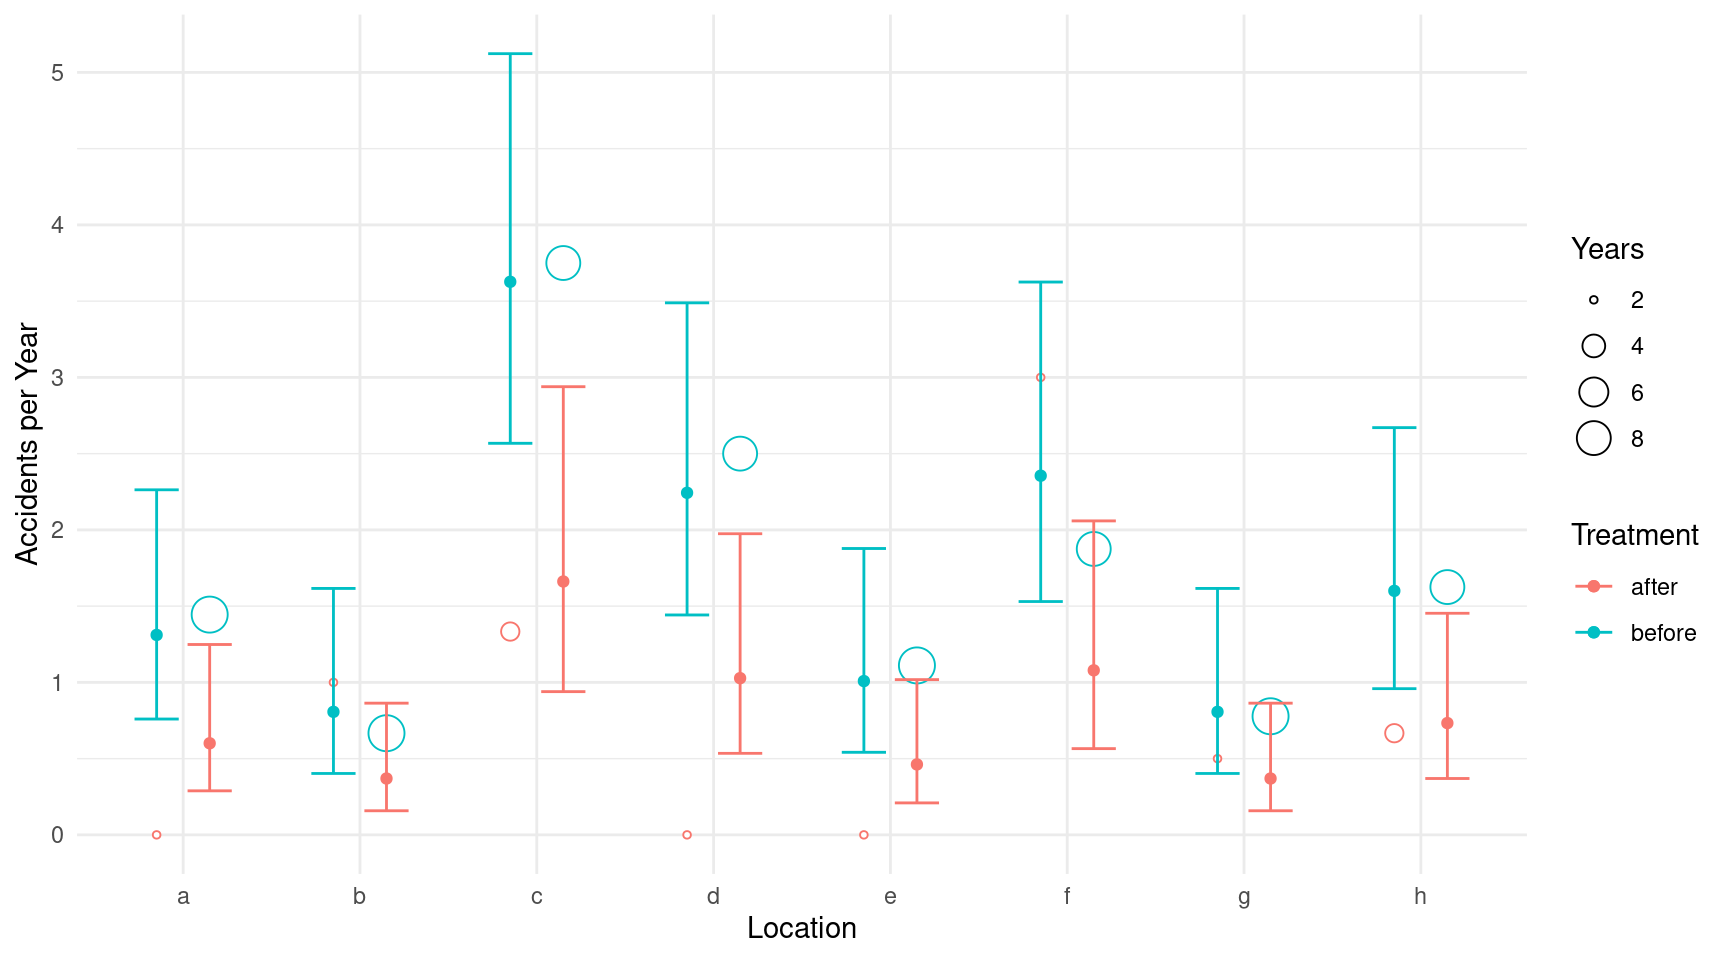 5
4
3
2
1
0
Accidents per Year
a b c d e f g h
Location
Years
2
4
6
8
Treatment
after
before